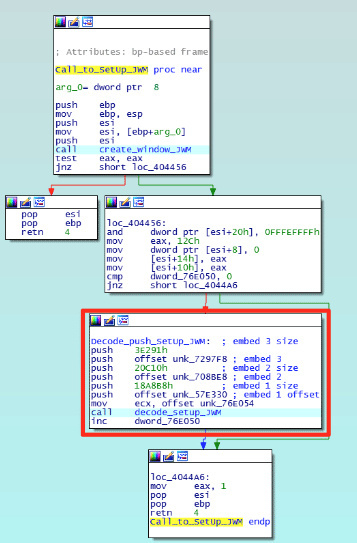 ; Attributes: bp-based frame
Call_to_SetUp_JWM proc near
arg_0= dword ptr  8
push    ebp
mov     ebp, esp
push    esi
mov     esi, [ebp+arg_0]
push    esi
call    create_window_JWM
test    eax, eax
jnz     short loc_404456
pop     esi
pop     ebp
retn    4
loc_404456:
and     dword ptr [esi+20h], 0FFFEFFFFh
mov     eax, 12Ch
mov     dword ptr [esi+8], 0
mov     [esi+14h], eax
mov     [esi+10h], eax
cmp     dword_76E050, 0
jnz     short loc_4044A6
Decode_push_SetUp_JWM:  ; embed 3 size
push    3E291h
push    offset unk_7297F8 ; embed 3
push    20C10h          ; embed 2 size
push    offset unk_708BE8 ; embed 2
push    18A8B8h         ; embed 1 size
push    offset unk_57E330 ; embed 1 offset
mov     ecx, offset unk_76E054
call    decode_setup_JWM
inc     dword_76E050
loc_4044A6:
mov     eax, 1
pop     esi
pop     ebp
retn    4
Call_to_SetUp_JWM endp